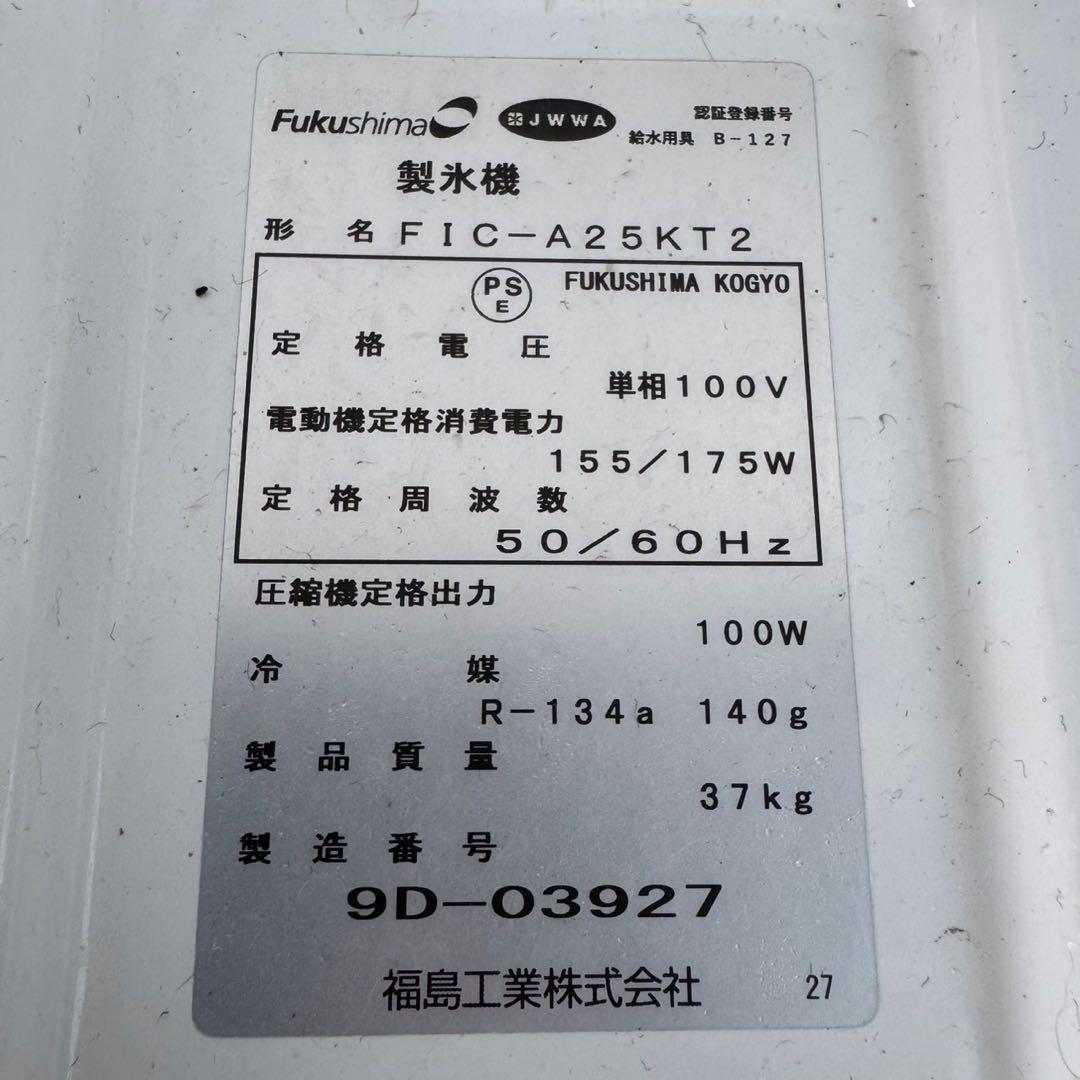 Fukushima JWWA 認証登録番号
給水用具 B-127
製氷機
形名 FIC-A25KT2
PSE FUKUSHIMA KOGYO
定格電圧
単相100V
電動機定格消費電力
155/175W
定格周波数
50/60Hz
圧縮機定格出力
100W
冷媒
R-134a 140g
製品質量
37kg
製造番号
9D-03927
福島工業株式会社 27